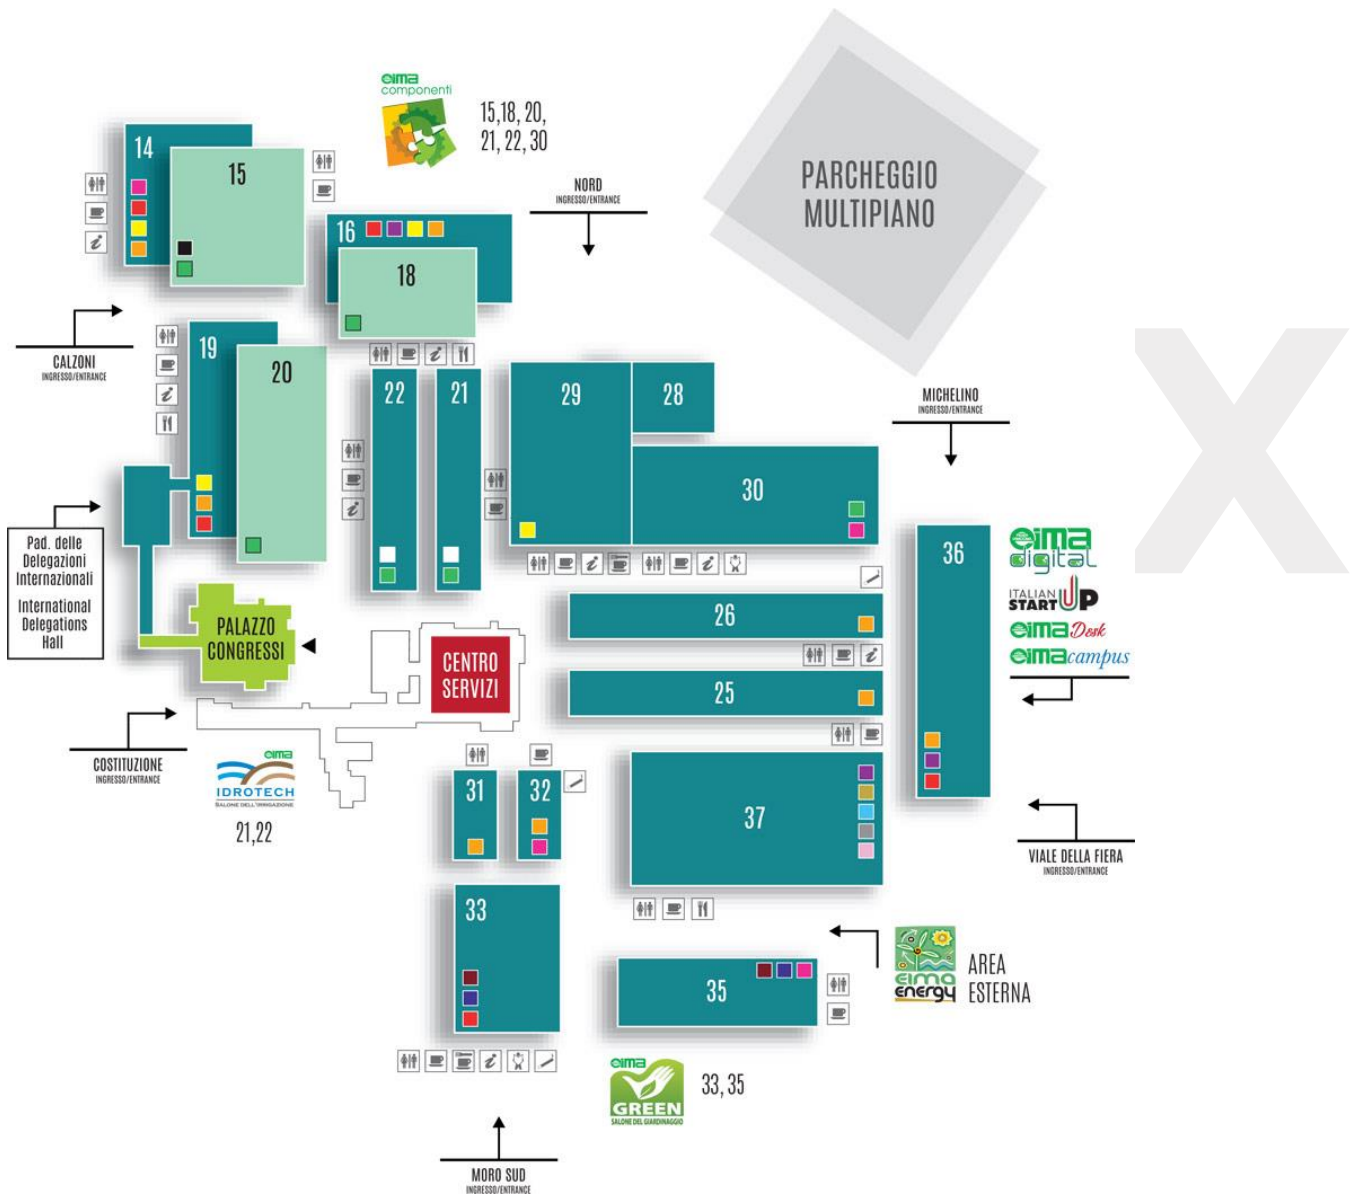 eima
componenti
15,18, 20,
21, 22, 30
PARCHEGGIO
MULTIPIANO
14
15
NORD
INGRESSO/ENTRANCE
16
18
CALZONI
INGRESSO/ENTRANCE
19
20
22
21
29
28
MICHELINO
INGRESSO/ENTRANCE
30
Pad. delle
Delegazioni
Internazionali
International
Delegations
Hall
36
eima
digital
ITALIAN
START UP
eima Desk
eima campus
PALAZZO
CONGRESSI
CENTRO
SERVIZI
26
25
COSTITUZIONE
INGRESSO/ENTRANCE
eima
IDROTECH
SALONE DELL'IRRIGAZIONE
21,22
31
32
37
VIALE DELLA FIERA
INGRESSO/ENTRANCE
33
35
eima
energy
AREA
ESTERNA
eima
GREEN
SALONE DEL GIARDINAGGIO
33, 35
MORO SUD
INGRESSO/ENTRANCE
X